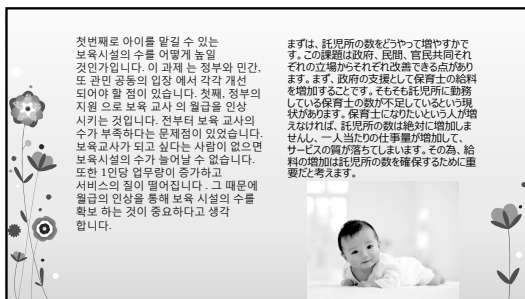 첫번째로 아이를 맡길 수 있는
보육시설의 수를 어떻게 높일
것인가입니다. 이 과제 는 정부와 민간,
또 관민 공동의 입장 에서 각각 개선
되어야 할 점이 있습니다. 첫째, 정부의
지원 으로 보육 교사 의 월급을 인상
시키는 것입니다. 전부터 보육 교사의
수가 부족하다는 문제점이 있었습니다.
보육교사가 되고 싶다는 사람이 없으면
보육시설의 수가 늘어날 수 없습니다.
또한 1인당 업무량이 증가하고
서비스의 질이 떨어집니다 . 그 때문에
월급의 인상을 통해 보육 시설의 수를
확보 하는 것이 중요하다고 생각
합니다.
まずは、託児所の数をどうやって増やすかで
す。この課題は政府、民間、官民共同それ
ぞれの立場からそれぞれ改善できる点があり
ます。まず、政府の支援として保育士の給料
を増加することです。そもそも託児所に勤務
している保育士の数が不足しているという現
状があります。保育士になりたいという人が増
えなければ、託児所の数は絶対に増加しま
せんし、一人当たりの仕事量が増加して、
サービスの質が落ちてしまいます。その為、給
料の増加は託児所の数を確保するために重
要だと考えます。